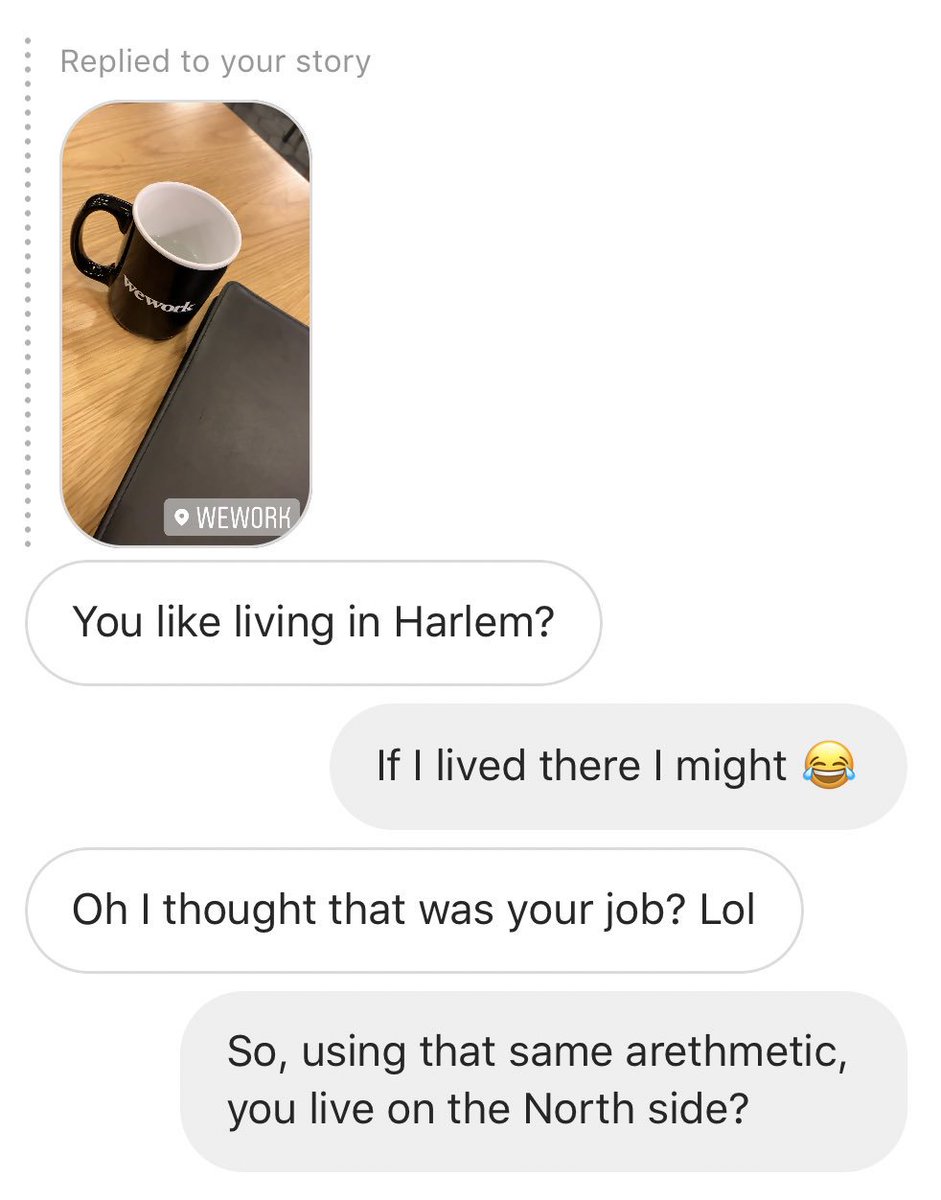 Replied to your story
wework
WEWORK
You like living in Harlem?
If I lived there I might 😂
Oh I thought that was your job? Lol
So, using that same arethmetic,
you live on the North side?